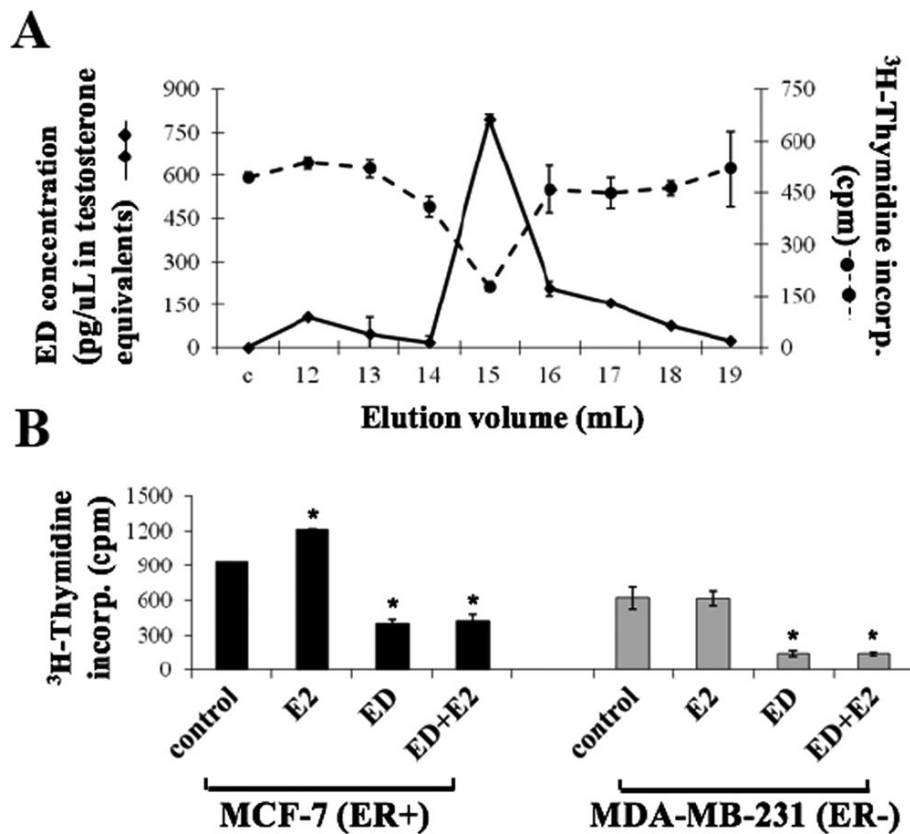 A
ED concentration
(pg/uL in testosterone
equivalents)
900
750
600
450
300
150
0
750
600
450
300
150
0
³H-Thymidine incorp.
(cpm)
c 12 13 14 15 16 17 18 19
Elution volume (mL)
B
³H-Thymidine
incorp. (cpm)
1500
1200
900
600
300
0
* * * * *
control E2 ED ED+E2 control E2 ED ED+E2
MCF-7 (ER+) MDA-MB-231 (ER-)